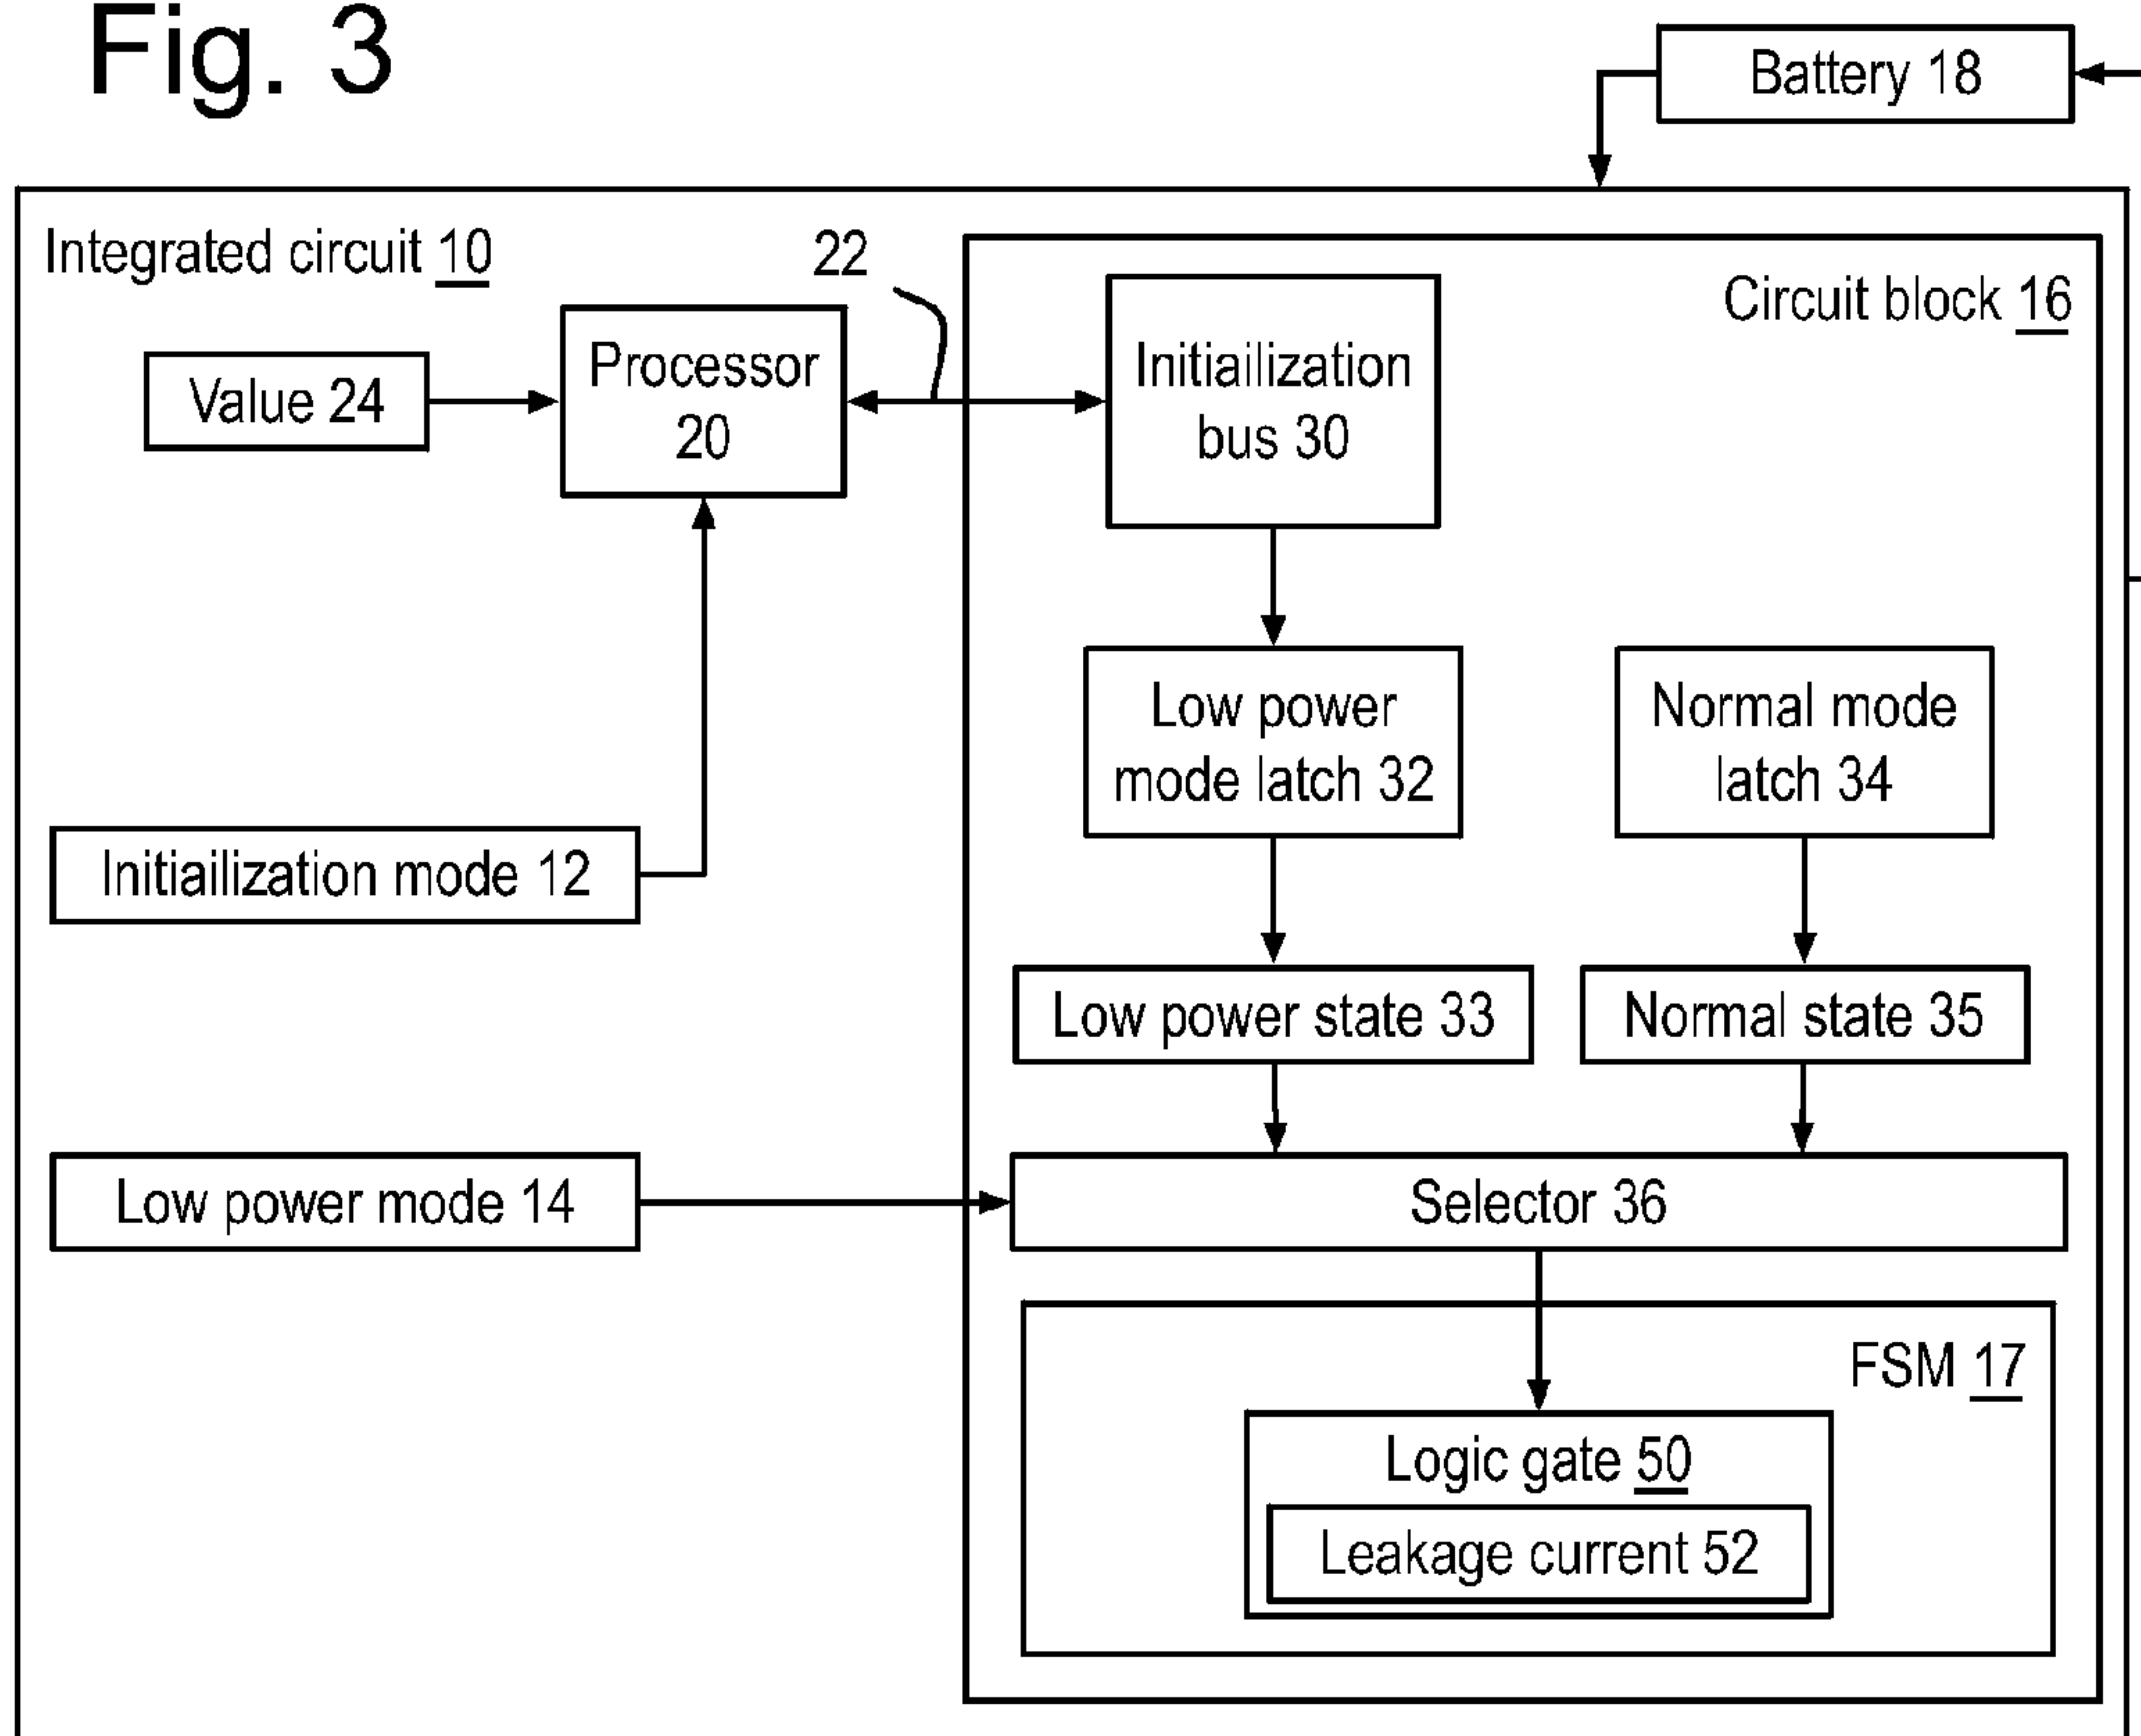 Fig. 3
Battery 18
Integrated circuit 10
22
Circuit block 16
Value 24
Processor
20
Initiailization
bus 30
Low power
mode latch 32
Normal mode
latch 34
Initiailization mode 12
Low power state 33
Normal state 35
Low power mode 14
Selector 36
FSM 17
Logic gate 50
Leakage current 52